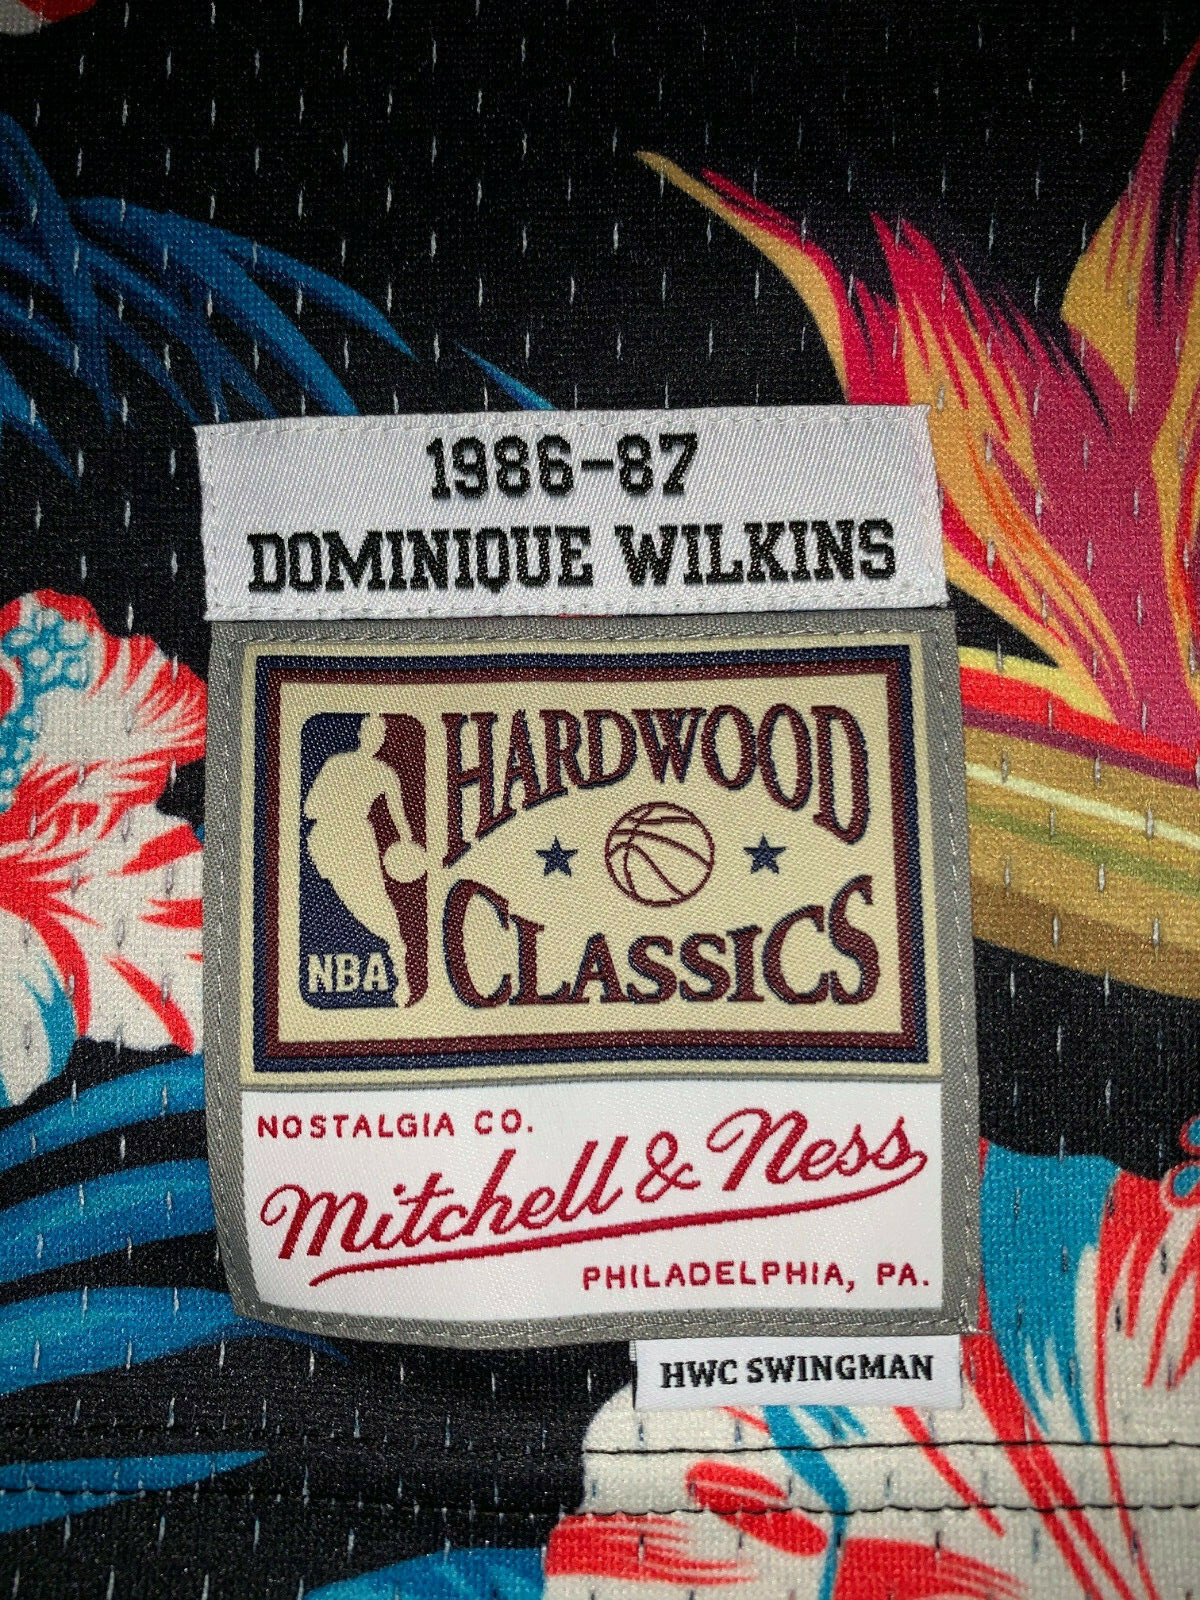 1986-87
DOMINIQUE WILKINS
HARDWOOD
CLASSICS
NBA
NOSTALGIA CO.
Mitchell & Ness
PHILADELPHIA, PA.
HWC SWINGMAN